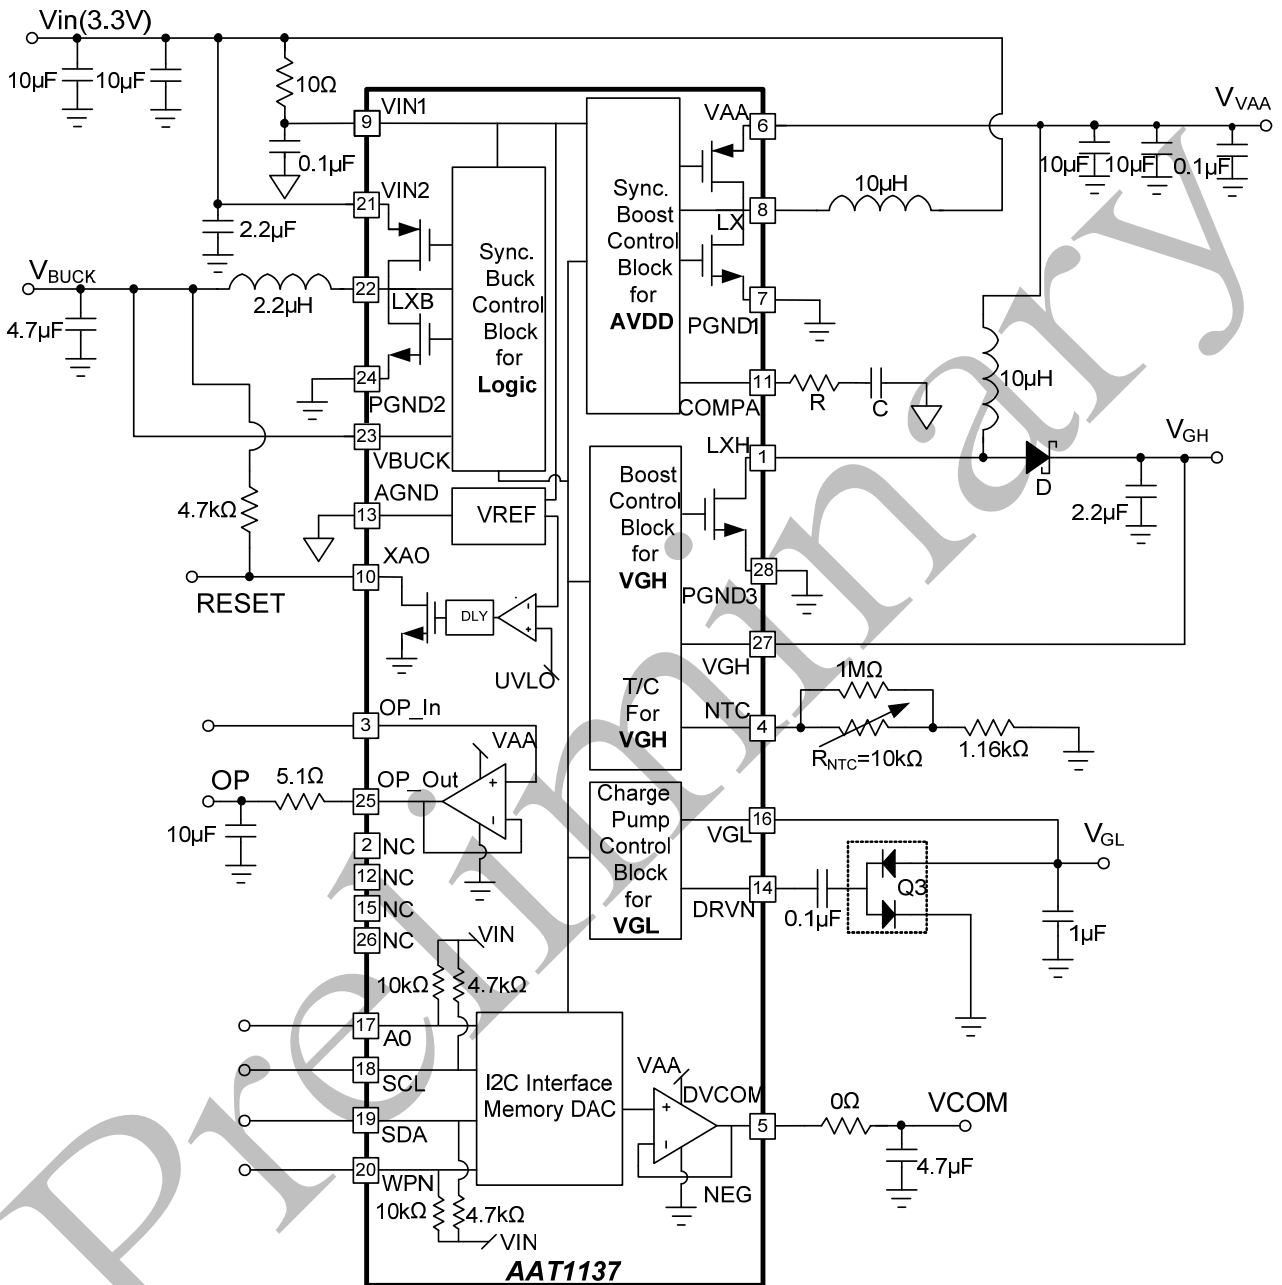 Vin(3.3V)
10µF
10µF
10Ω
0.1µF
9
VIN1
21
VIN2
2.2µF
VBUCK
4.7µF
2.2µH
22
LXB
24
PGND2
23
VBUCK
Sync.
Buck
Control
Block
for
Logic
Sync.
Boost
Control
Block
for
AVDD
VAA
6
VVAA
10µF
10µF
0.1µF
LX
8
10µH
7
PGND1
11
COMPA
R
C
10µH
LXH
1
D
VGH
2.2µF
Boost
Control
Block
for
VGH
28
PGND3
27
VGH
T/C
For
VGH
NTC
4
1MΩ
RNTC=10kΩ
1.16kΩ
AGND
13
VREF
4.7kΩ
XAO
10
RESET
DLY
-
+
UVLO
OP_In
3
VAA
+
-
OP
5.1Ω
10µF
OP_Out
25
2
NC
12
NC
15
NC
26
NC
Charge
Pump
Control
Block
for
VGL
16
VGL
VGL
14
DRVN
0.1µF
Q3
1µF
VIN
10kΩ
4.7kΩ
17
A0
18
SCL
19
SDA
20
WPN
10kΩ
4.7kΩ
VIN
I2C Interface
Memory DAC
VAA
+
-
DVCOM
5
NEG
0Ω
VCOM
4.7µF
AAT1137
Preliminary